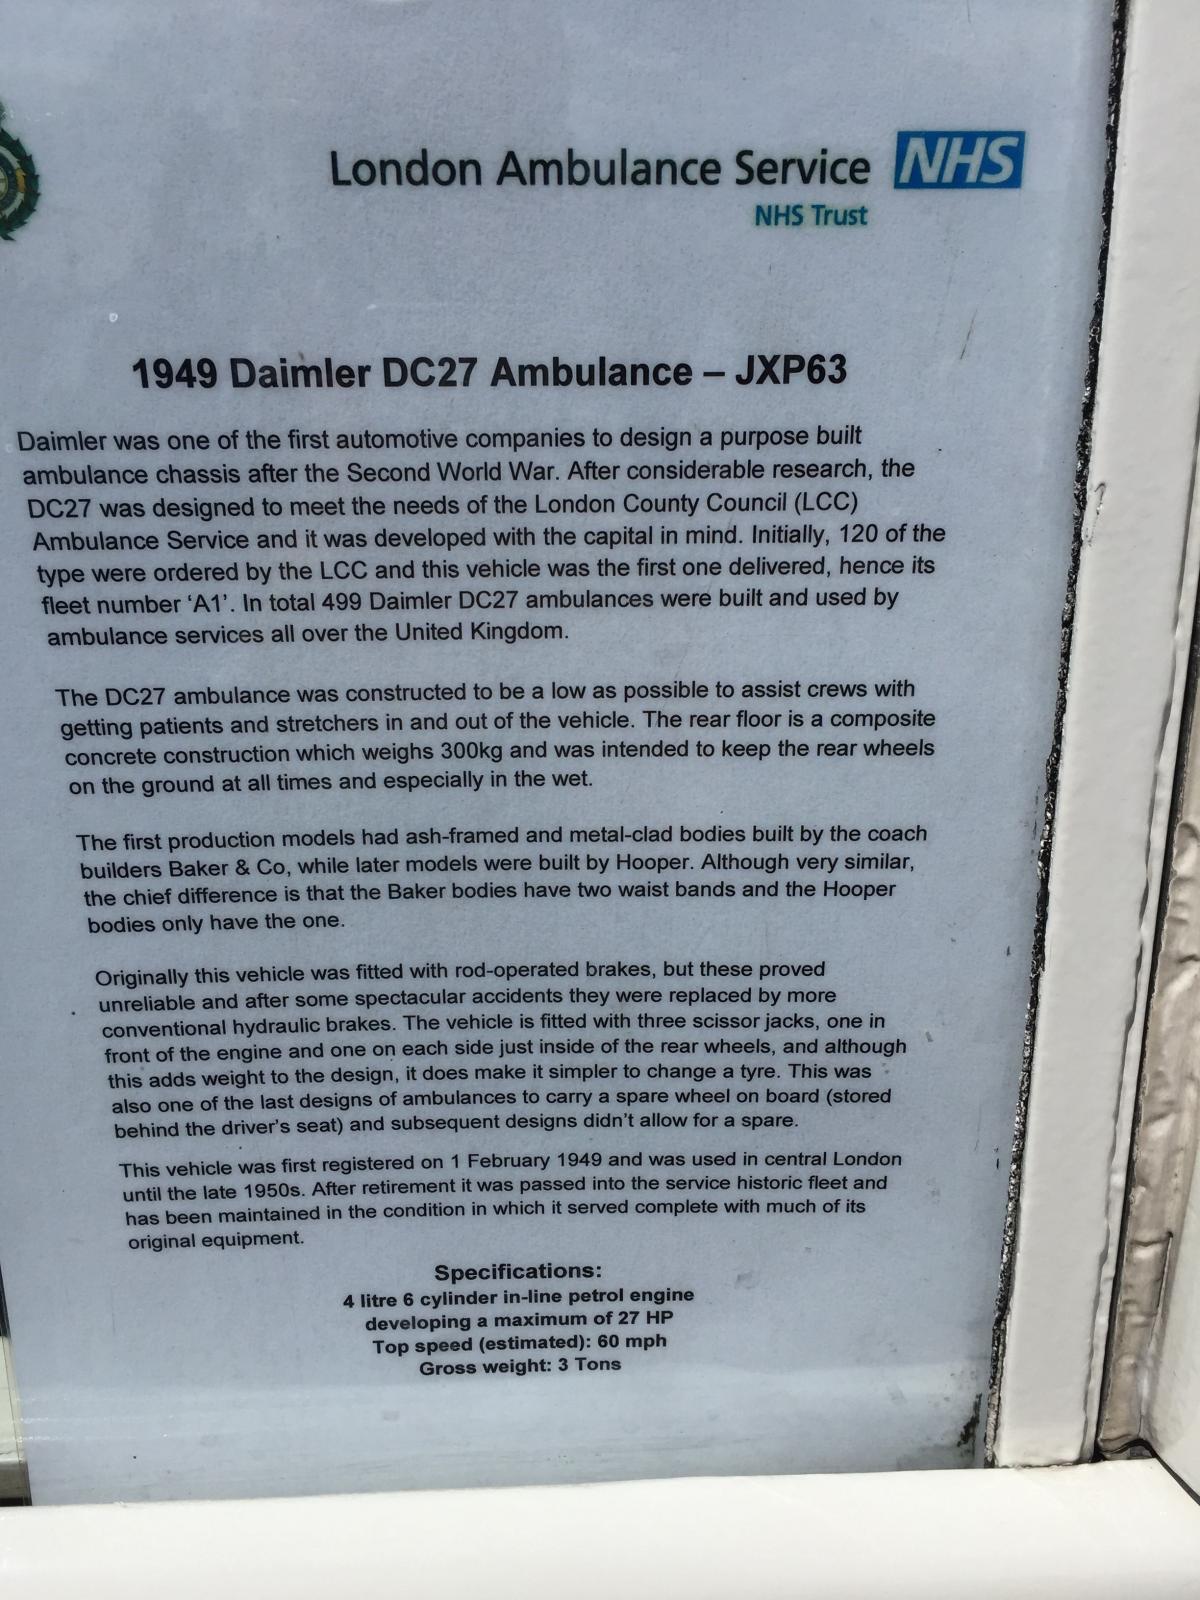 London Ambulance Service NHS
NHS Trust
1949 Daimler DC27 Ambulance – JXP63
Daimler was one of the first automotive companies to design a purpose built
ambulance chassis after the Second World War. After considerable research, the
DC27 was designed to meet the needs of the London County Council (LCC)
Ambulance Service and it was developed with the capital in mind. Initially, 120 of the
type were ordered by the LCC and this vehicle was the first one delivered, hence its
fleet number ‘A1’. In total 499 Daimler DC27 ambulances were built and used by
ambulance services all over the United Kingdom.
The DC27 ambulance was constructed to be a low as possible to assist crews with
getting patients and stretchers in and out of the vehicle. The rear floor is a composite
concrete construction which weighs 300kg and was intended to keep the rear wheels
on the ground at all times and especially in the wet.
The first production models had ash-framed and metal-clad bodies built by the coach
builders Baker & Co, while later models were built by Hooper. Although very similar,
the chief difference is that the Baker bodies have two waist bands and the Hooper
bodies only have the one.
Originally this vehicle was fitted with rod-operated brakes, but these proved
unreliable and after some spectacular accidents they were replaced by more
conventional hydraulic brakes. The vehicle is fitted with three scissor jacks, one in
front of the engine and one on each side just inside of the rear wheels, and although
this adds weight to the design, it does make it simpler to change a tyre. This was
also one of the last designs of ambulances to carry a spare wheel on board (stored
behind the driver’s seat) and subsequent designs didn’t allow for a spare.
This vehicle was first registered on 1 February 1949 and was used in central London
until the late 1950s. After retirement it was passed into the service historic fleet and
has been maintained in the condition in which it served complete with much of its
original equipment.
Specifications:
4 litre 6 cylinder in-line petrol engine
developing a maximum of 27 HP
Top speed (estimated): 60 mph
Gross weight: 3 Tons